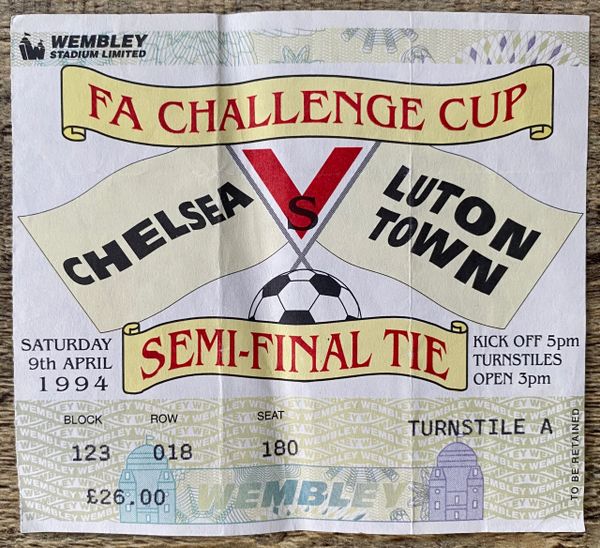 WEMBLEY
STADIUM LIMITED
FA CHALLENGE CUP
CHELSEA
Vs
LUTON
TOWN
SEMI-FINAL TIE
SATURDAY
9th APRIL
1994
KICK OFF 5pm
TURNSTILES
OPEN 3pm
BLOCK ROW SEAT
123 018 180
TURNSTILE A
£26.00
WEMBLEY
TO BE RETAINED